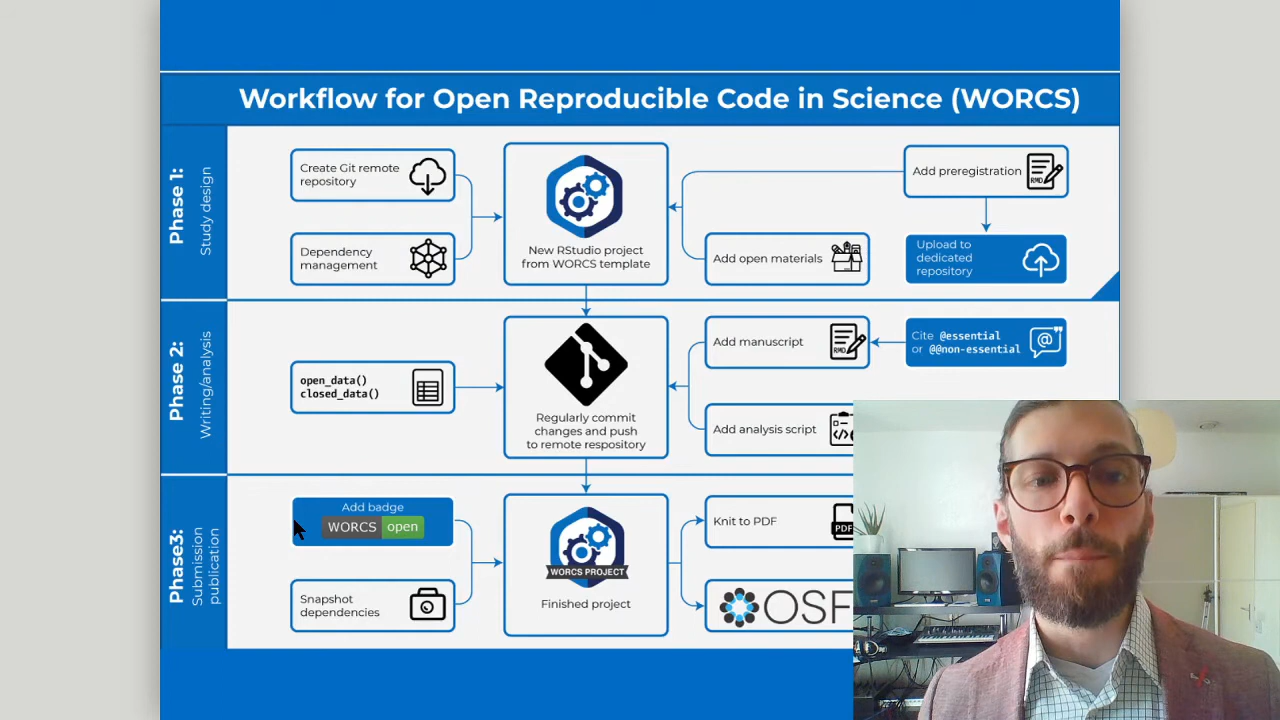 Workflow for Open Reproducible Code in Science (WORCS)
Phase 1:
Study design
Create Git remote
repository
Dependency
management
New RStudio project
from WORCS template
Add preregistration
RMD
Add open materials
Upload to
dedicated
repository
Phase 2:
Writing/analysis
open_data()
closed_data()
Regularly commit
changes and push
to remote respository
Add manuscript
RMD
Cite @essential
or @@non-essential
@
Add analysis script
Phase3:
Submission
publication
Add badge
WORCS open
Snapshot
dependencies
WORCS PROJECT
Finished project
Knit to PDF
PDF
OSF